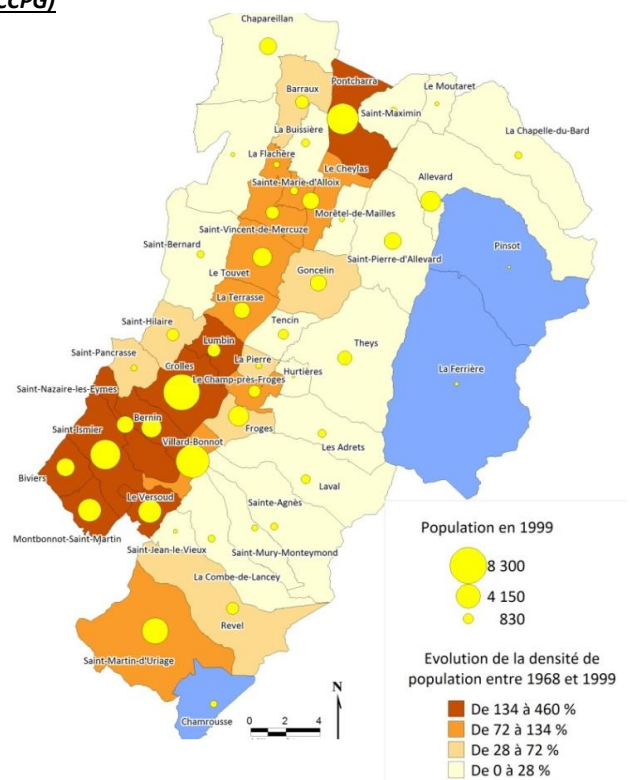 CCPG)
Chapareillan
Barraux
Pontcharra
Le Moutaret
Saint-Maximin
La Buissière
La Chapelle-du-Bard
La Flachère
Le Cheylas
Allevard
Sainte-Marie-d'Alloix
Morêtel-de-Mailles
Saint-Vincent-de-Mercuze
Pinsot
Saint-Bernard
Saint-Pierre-d'Allevard
Le Touvet
Goncelin
La Terrasse
Saint-Hilaire
Tencin
Lumbin
Theys
Saint-Pancrasse
La Pierre
Crolles
Hurtières
La Ferrière
Le Champ-près-Froges
Saint-Nazaire-les-Eymes
Bernin
Froges
Saint-Ismier
Villard-Bonnot
Les Adrets
Biviers
Laval
Le Versoud
Sainte-Agnès
Montbonnot-Saint-Martin
Saint-Jean-le-Vieux
Saint-Mury-Monteymond
La Combe-de-Lancey
Revel
Saint-Martin-d'Uriage
Chamrousse
N
0 2 4
Population en 1999
8 300
4 150
830
Evolution de la densité de
population entre 1968 et 1999
De 134 à 460 %
De 72 à 134 %
De 28 à 72 %
De 0 à 28 %